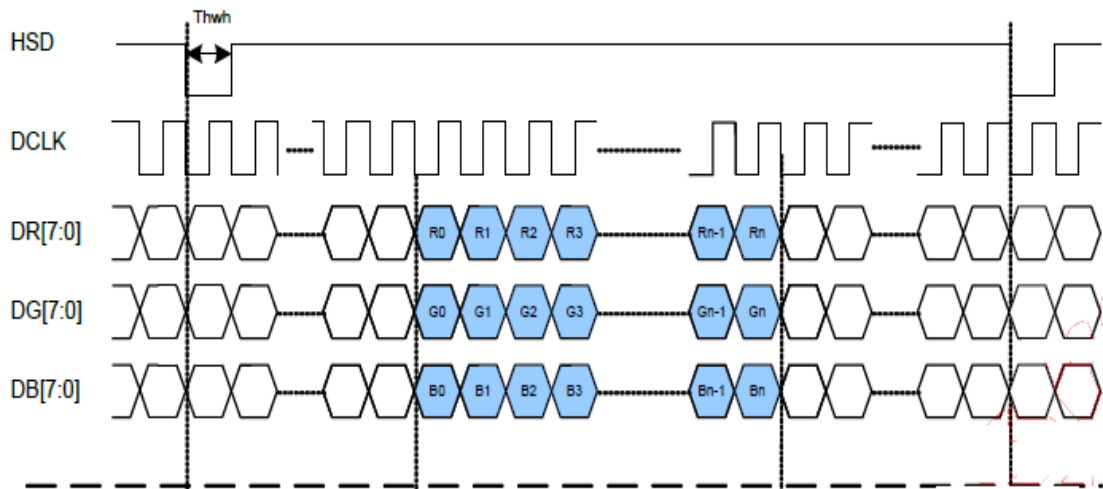 Thwh
HSD
DCLK
DR[7:0] R0 R1 R2 R3 Rn-1 Rn
DG[7:0] G0 G1 G2 G3 Gn-1 Gn
DB[7:0] B0 B1 B2 B3 Bn-1 Bn